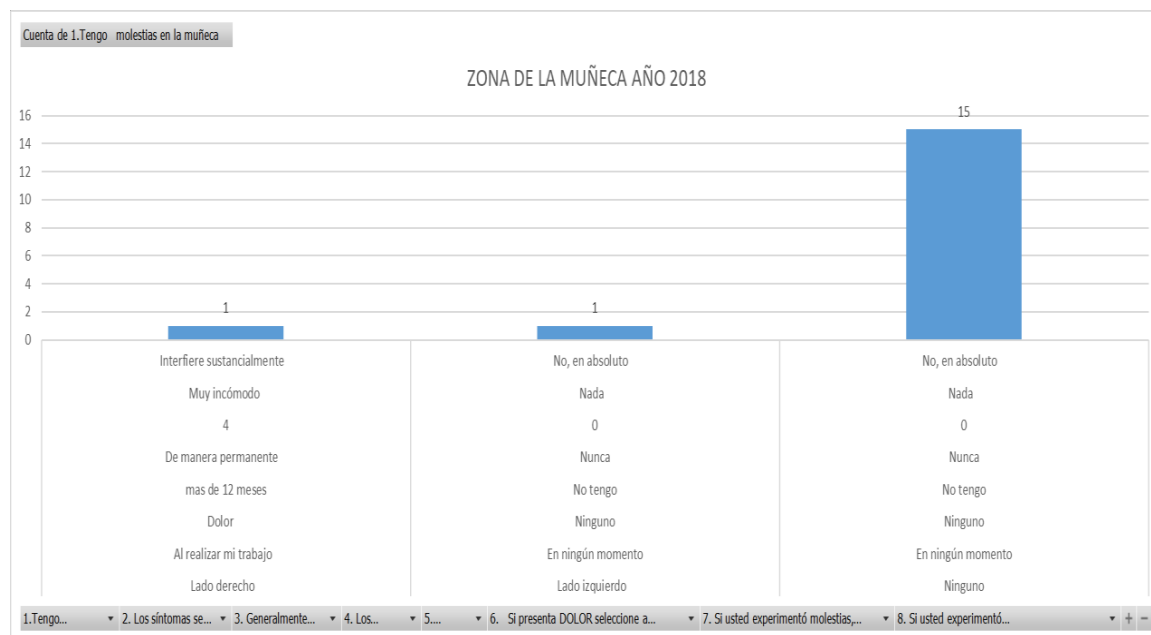 Cuenta de 1.Tengo molestias en la muñeca
ZONA DE LA MUÑECA AÑO 2018
16
14
12
10
8
6
4
2
0
1
1
15
Interfiere sustancialmente No, en absoluto No, en absoluto
Muy incómodo Nada Nada
4 0 0
De manera permanente Nunca Nunca
mas de 12 meses No tengo No tengo
Dolor Ninguno Ninguno
Al realizar mi trabajo En ningún momento En ningún momento
Lado derecho Lado izquierdo Ninguno
1.Tengo... 2. Los síntomas se... 3. Generalmente... 4. Los... 5.... 6. Si presenta DOLOR seleccione a... 7. Si usted experimentó molestias,... 8. Si usted experimentó... + -